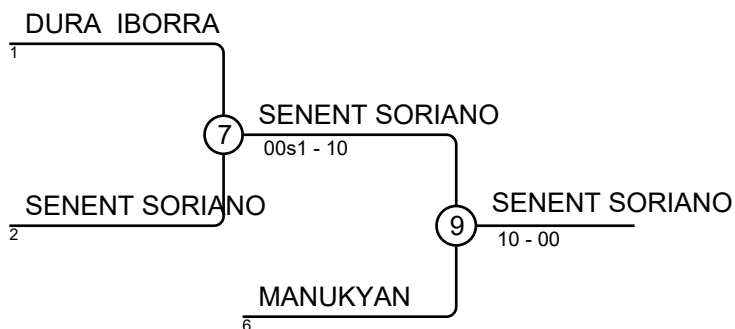 DURA IBORRA
1
7
SENENT SORIANO
00s1 - 10
SENENT SORIANO
2
9
SENENT SORIANO
10 - 00
MANUKYAN
6